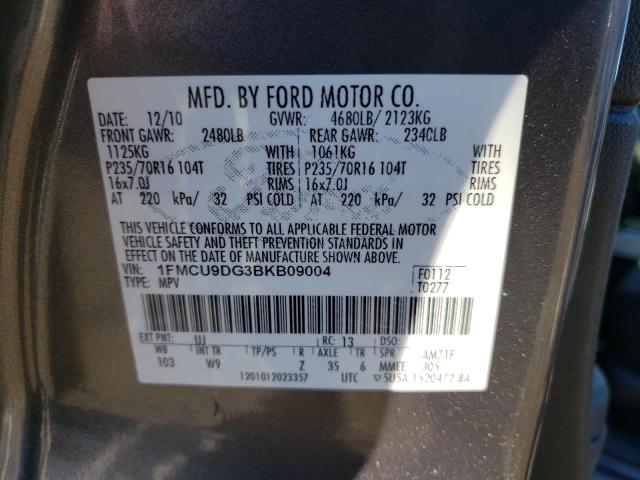 MFD. BY FORD MOTOR CO.
DATE: 12/10 GVWR: 4680LB/ 2123KG
FRONT GAWR: 2480LB REAR GAWR: 2340LB
1125KG WITH 1061KG WITH
P235/70R16 104T TIRES P235/70R16 104T TIRES
16x7.0J RIMS 16x7.0J RIMS
AT 220 kPa/ 32 PSI COLD AT 220 kPa/ 32 PSI COLD
THIS VEHICLE CONFORMS TO ALL APPLICABLE FEDERAL MOTOR
VEHICLE SAFETY AND THEFT PREVENTION STANDARDS IN
EFFECT ON THE DATE OF MANUFACTURE SHOWN ABOVE.
VIN: 1FMCU9DG3BKB09004 F0112
TYPE: MPV T0277
EXT PNT: UJ RC: 13 DSO:
WB INT TR TP/PS R AXLE TR SPR AM71F
103 W9 Z 35 6 MMEE 305
1201012023357 UTC